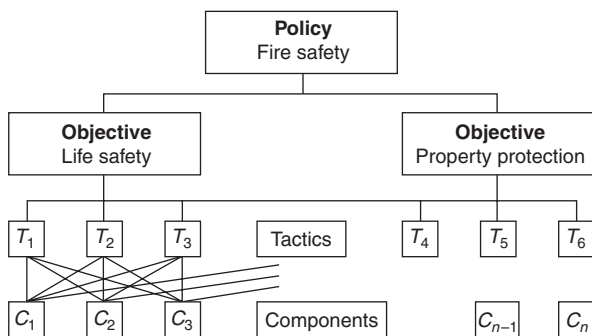 Policy
Fire safety
Objective
Life safety
Objective
Property protection
T₁ T₂ T₃ Tactics T₄ T₅ T₆
C₁ C₂ C₃ Components Cₙ₋₁ Cₙ